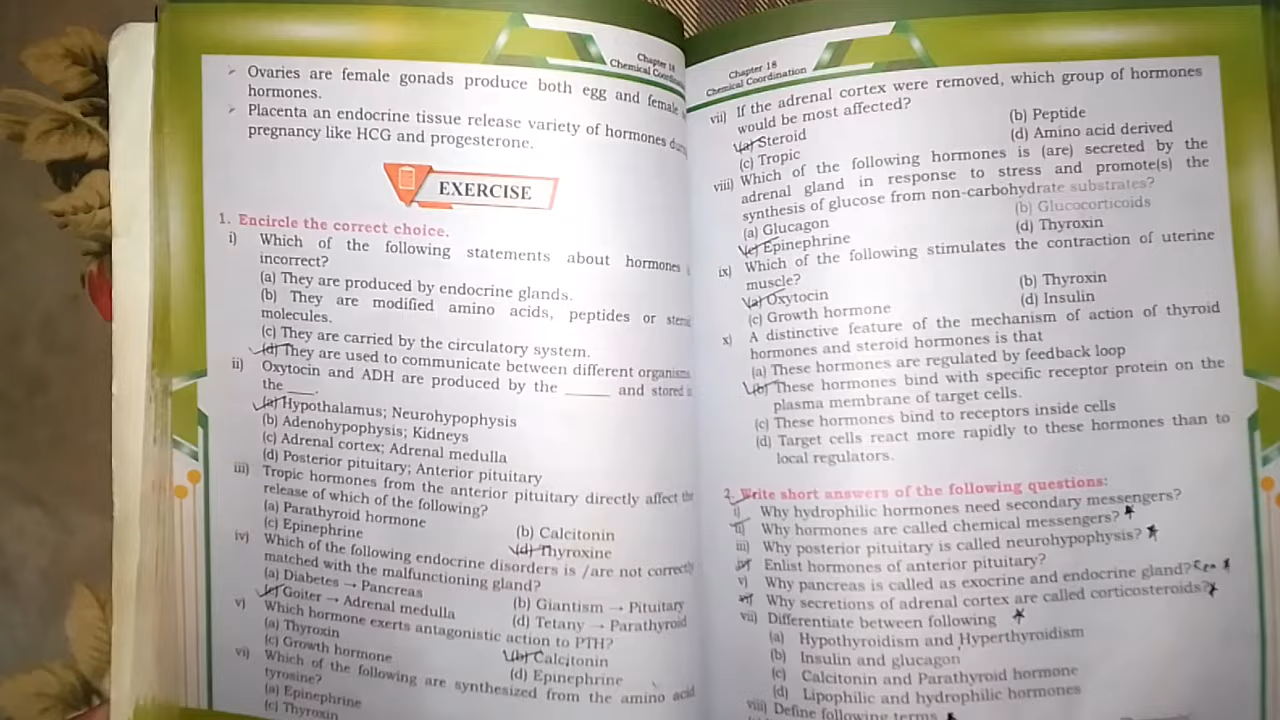 Chapter 18
Chemical
➢ Ovaries are female gonads produce both egg and female
hormones.
➢ Placenta an endocrine tissue release variety of hormones
pregnancy like HCG and progesterone.
EXERCISE
1. Encircle the correct choice.
i) Which of the following statements about hormones
incorrect?
(a) They are produced by endocrine glands.
(b) They are modified amino acids, peptides or
molecules.
(c) They are carried by the circulatory system.
(d) They are used to communicate between different organisms
ii) Oxytocin and ADH are produced by the ______ and stored
the ____.
(a) Hypothalamus; Neurohypophysis
(b) Adenohypophysis; Kidneys
(c) Adrenal cortex; Adrenal medulla
(d) Posterior pituitary; Anterior pituitary
iii) Tropic hormones from the anterior pituitary directly affect the
release of which of the following?
(a) Parathyroid hormone
(b) Calcitonin
(c) Epinephrine
(d) Thyroxine
iv) Which of the following endocrine disorders is /are not correctly
matched with the malfunctioning gland?
(a) Diabetes → Pancreas
(b) Giantism → Pituitary
(c) Goiter → Adrenal medulla
(d) Tetany → Parathyroid
v) Which hormone exerts antagonistic action to PTH?
(a) Thyroxin
(b) Calcitonin
(c) Growth hormone
(d) Epinephrine
vi) Which of the following are synthesized from the amino acid
tyrosine?
(a) Epinephrine
(c) Thyroxin
Chapter 18
Chemical Coordination
vii) If the adrenal cortex were removed, which group of hormones
would be most affected?
(a) Steroid
(b) Peptide
(c) Tropic
(d) Amino acid derived
viii) Which of the following hormones is (are) secreted by the
adrenal gland in response to stress and promote(s) the
synthesis of glucose from non-carbohydrate substrates?
(a) Glucagon
(b) Glucocorticoids
(c) Epinephrine
(d) Thyroxin
ix) Which of the following stimulates the contraction of uterine
muscle?
(a) Oxytocin
(b) Thyroxin
(c) Growth hormone
(d) Insulin
x) A distinctive feature of the mechanism of action of thyroid
hormones and steroid hormones is that
(a) These hormones are regulated by feedback loop
(b) These hormones bind with specific receptor protein on the
plasma membrane of target cells.
(c) These hormones bind to receptors inside cells
(d) Target cells react more rapidly to these hormones than to
local regulators.
2. Write short answers of the following questions:
i) Why hydrophilic hormones need secondary messengers?
ii) Why hormones are called chemical messengers?
iii) Why posterior pituitary is called neurohypophysis?
iv) Enlist hormones of anterior pituitary?
v) Why pancreas is called as exocrine and endocrine gland?
vi) Why secretions of adrenal cortex are called corticosteroids?
vii) Differentiate between following
(a) Hypothyroidism and Hyperthyroidism
(b) Insulin and glucagon
(c) Calcitonin and Parathyroid hormone
(d) Lipophilic and hydrophilic hormones
viii) Define following terms